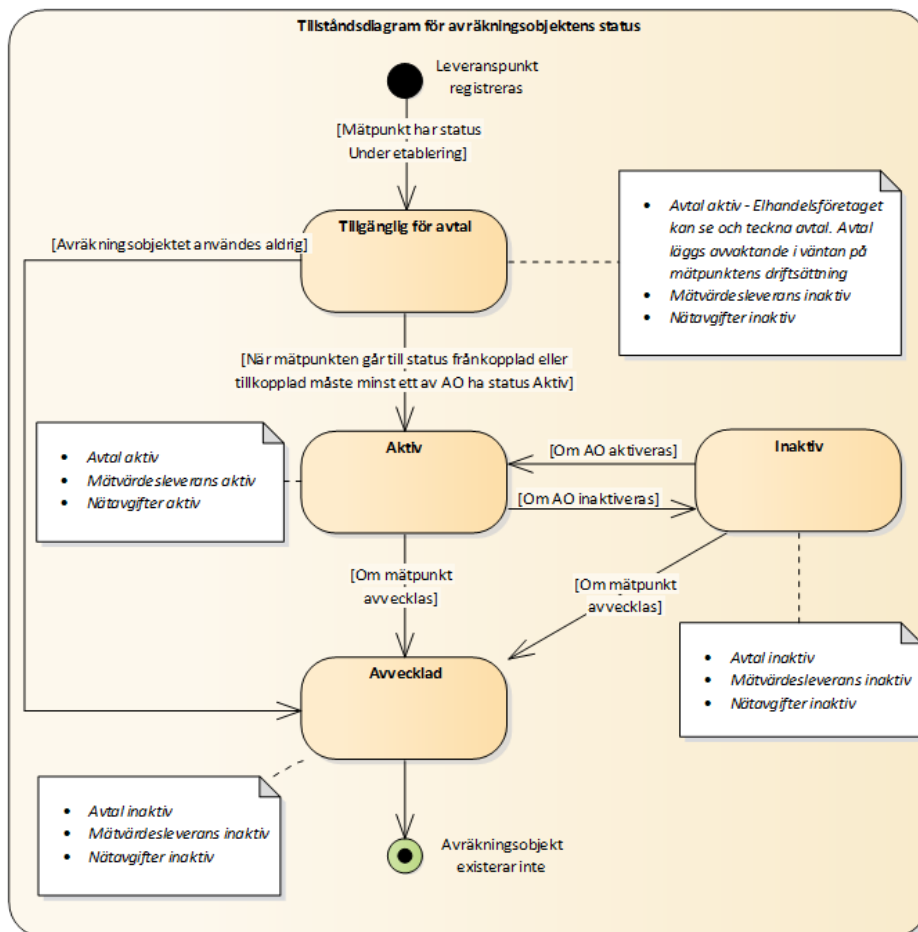 Tillståndsdiagram för avräkningsobjektens status
Leveranspunkt
registreras
[Mätpunkt har status
Under etablering]
Tillgänglig för avtal
• Avtal aktiv - Elhandelsföretaget
kan se och teckna avtal. Avtal
läggs avvaktande i väntan på
mätpunktens driftsättning
• Mätvärdesleverans inaktiv
• Nätavgifter inaktiv
[Avräkningsobjektet användes aldrig]
[När mätpunkten går till status frånkopplad eller
tillkopplad måste minst ett av AO ha status Aktiv]
• Avtal aktiv
• Mätvärdesleverans aktiv
• Nätavgifter aktiv
Aktiv
[Om AO aktiveras]
[Om AO inaktiveras]
Inaktiv
[Om mätpunkt
avvecklas]
[Om mätpunkt
avvecklas]
• Avtal inaktiv
• Mätvärdesleverans inaktiv
• Nätavgifter inaktiv
Avvecklad
• Avtal inaktiv
• Mätvärdesleverans inaktiv
• Nätavgifter inaktiv
Avräkningsobjekt
existerar inte